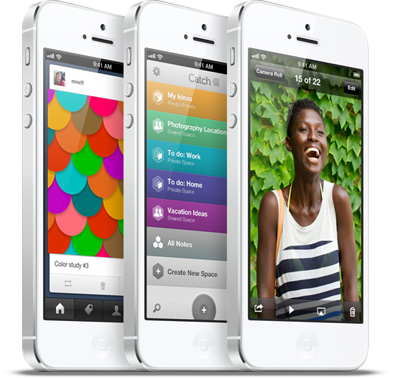 9:41 AM
mneff
Color study #3
9:41 AM
Catch
My Ideas
Always Private
Photography Location
Shared Space
To do: Work
Private Space
To do: Home
Private Space
Vacation Ideas
Shared Space
All Notes
Create New Space
9:41 AM
Camera Roll
15 of 22
Edit